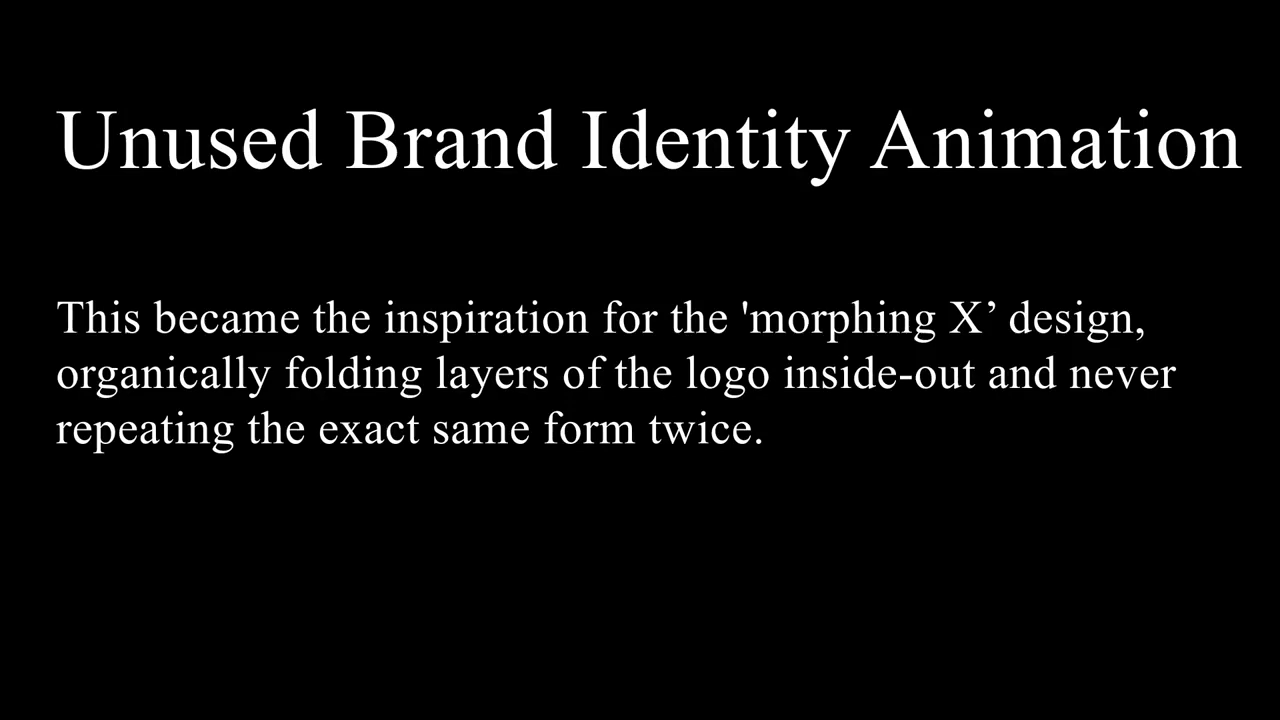 Unused Brand Identity Animation
This became the inspiration for the 'morphing X’ design,
organically folding layers of the logo inside-out and never
repeating the exact same form twice.